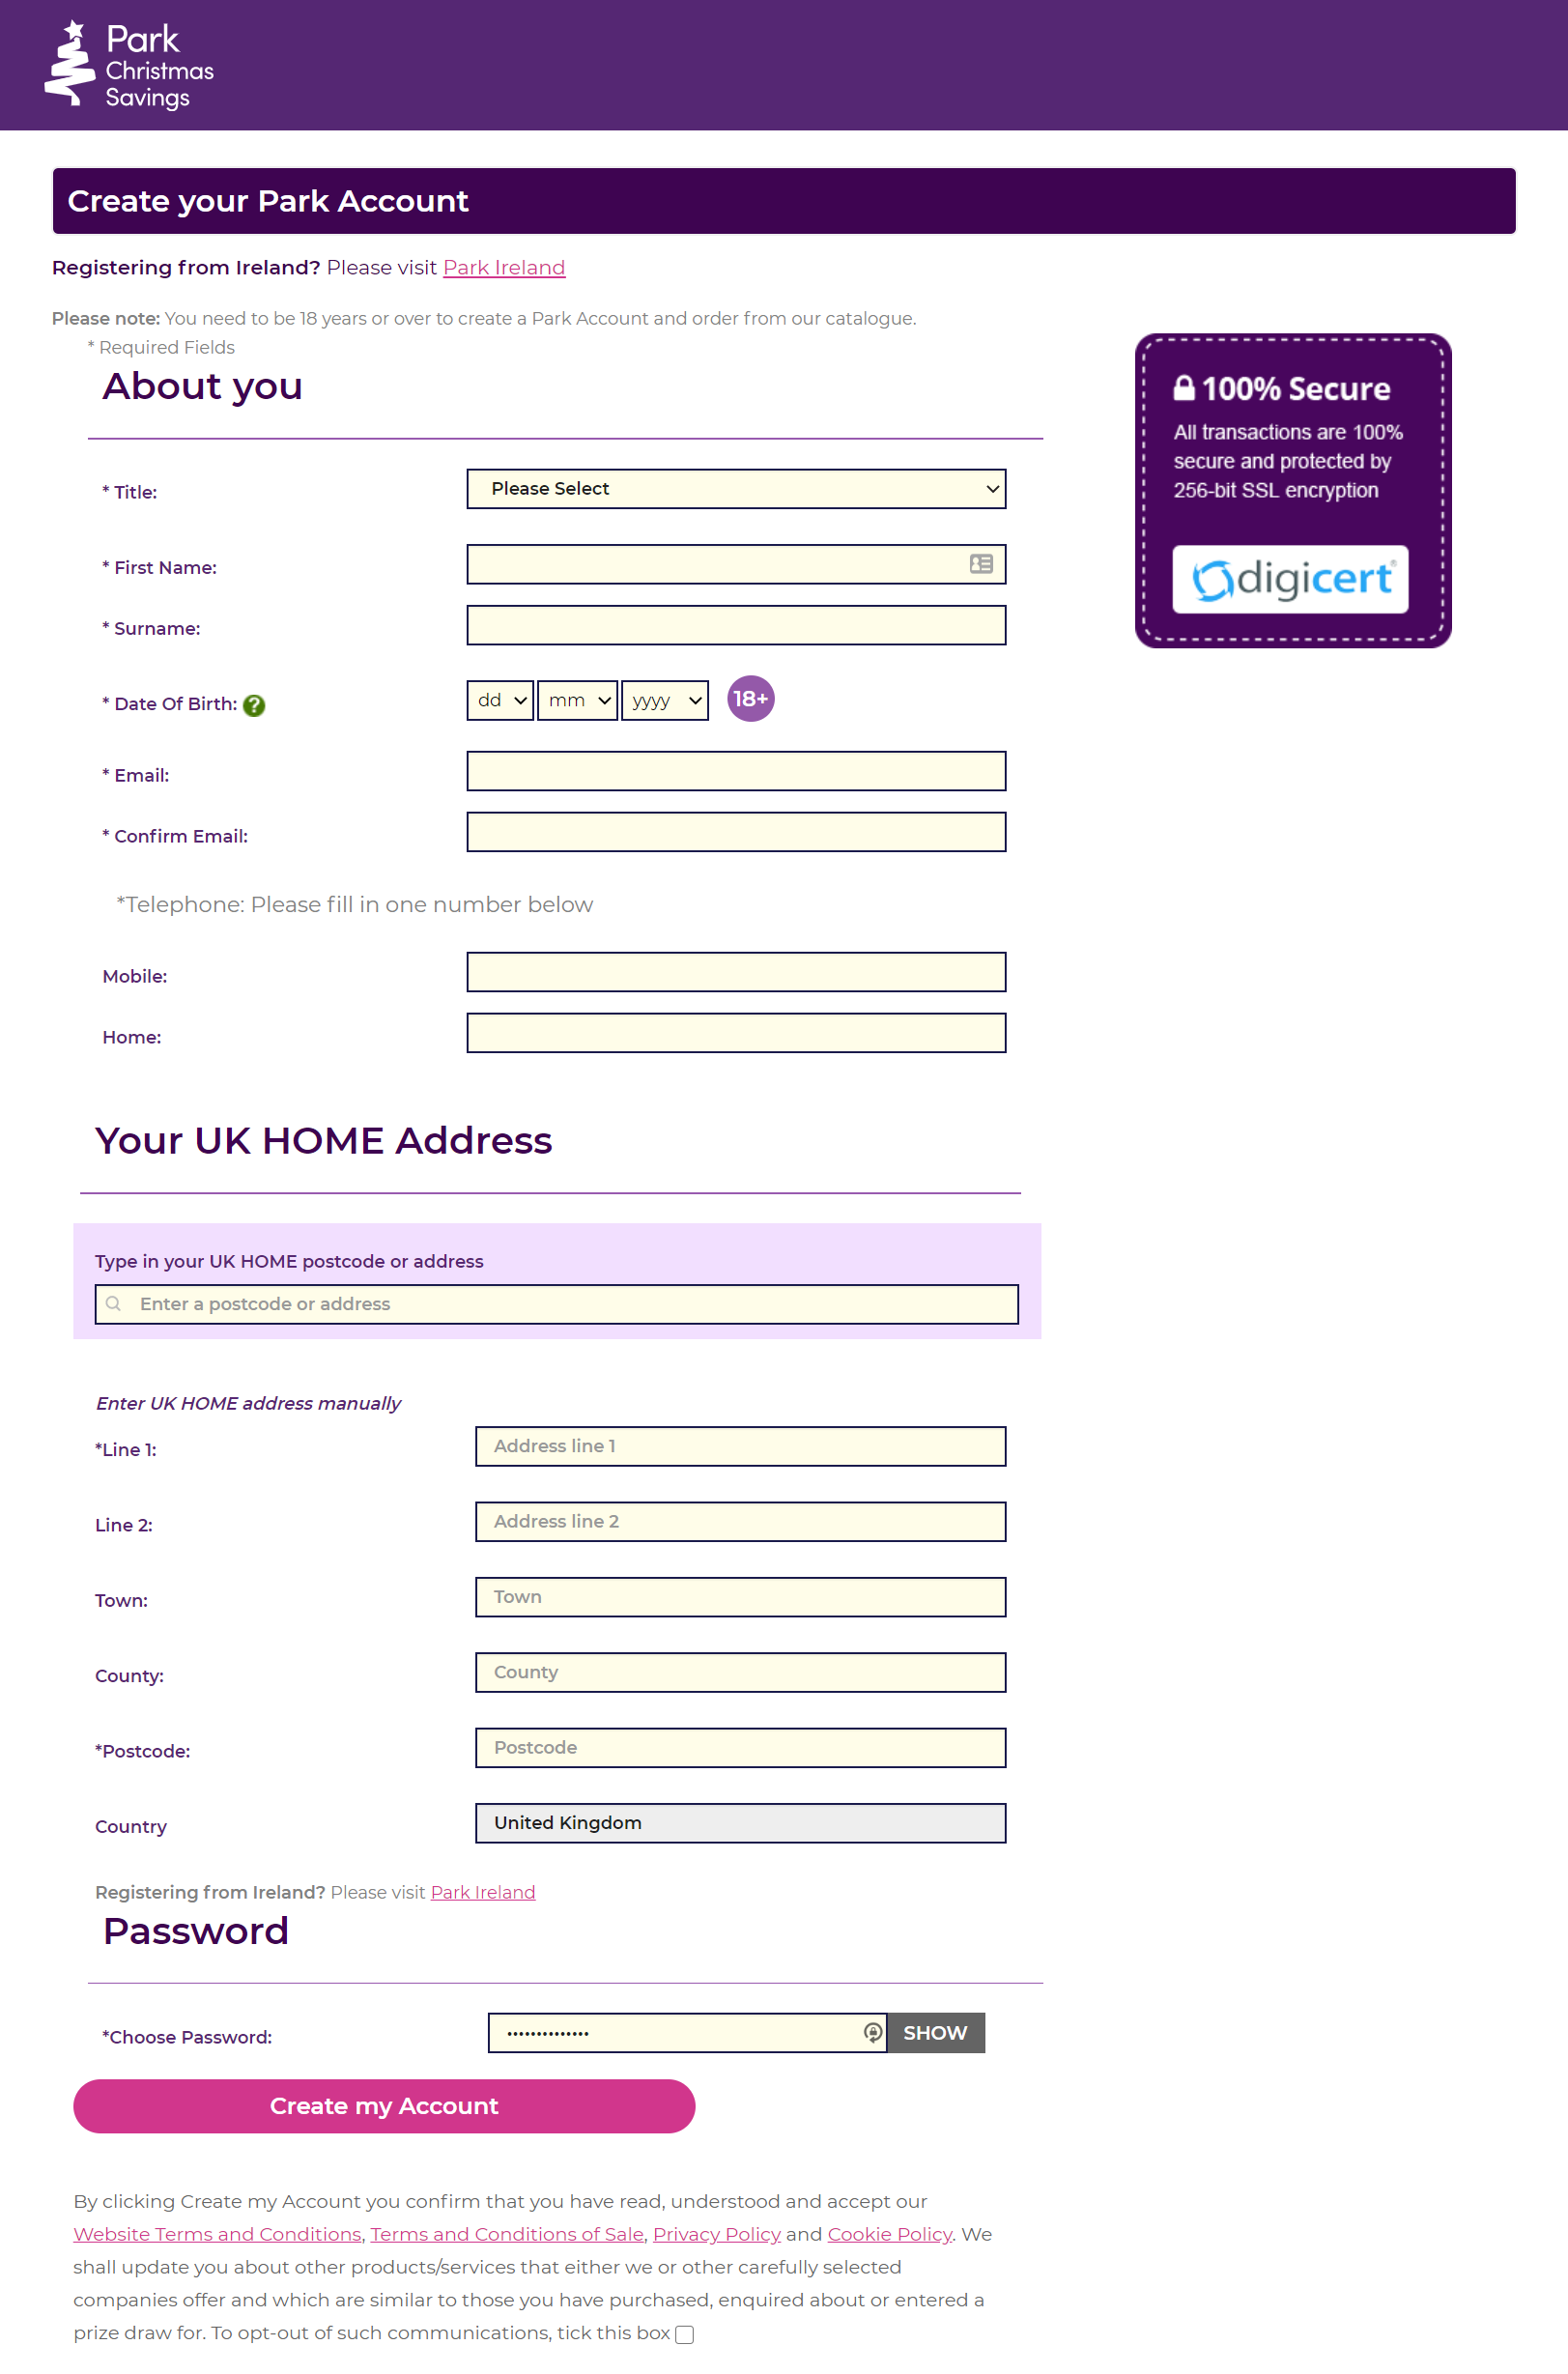 Park
Christmas
Savings
Create your Park Account
Registering from Ireland? Please visit Park Ireland
Please note: You need to be 18 years or over to create a Park Account and order from our catalogue.
* Required Fields
About you
100% Secure
All transactions are 100%
secure and protected by
256-bit SSL encryption
digicert®
* Title:
Please Select
* First Name:
* Surname:
* Date Of Birth: ?
dd mm yyyy 18+
* Email:
* Confirm Email:
*Telephone: Please fill in one number below
Mobile:
Home:
Your UK HOME Address
Type in your UK HOME postcode or address
Enter a postcode or address
Enter UK HOME address manually
*Line 1:
Address line 1
Line 2:
Address line 2
Town:
Town
County:
County
*Postcode:
Postcode
Country
United Kingdom
Registering from Ireland? Please visit Park Ireland
Password
*Choose Password:
••••••••••••••
SHOW
Create my Account
By clicking Create my Account you confirm that you have read, understood and accept our
Website Terms and Conditions, Terms and Conditions of Sale, Privacy Policy and Cookie Policy. We
shall update you about other products/services that either we or other carefully selected
companies offer and which are similar to those you have purchased, enquired about or entered a
prize draw for. To opt-out of such communications, tick this box